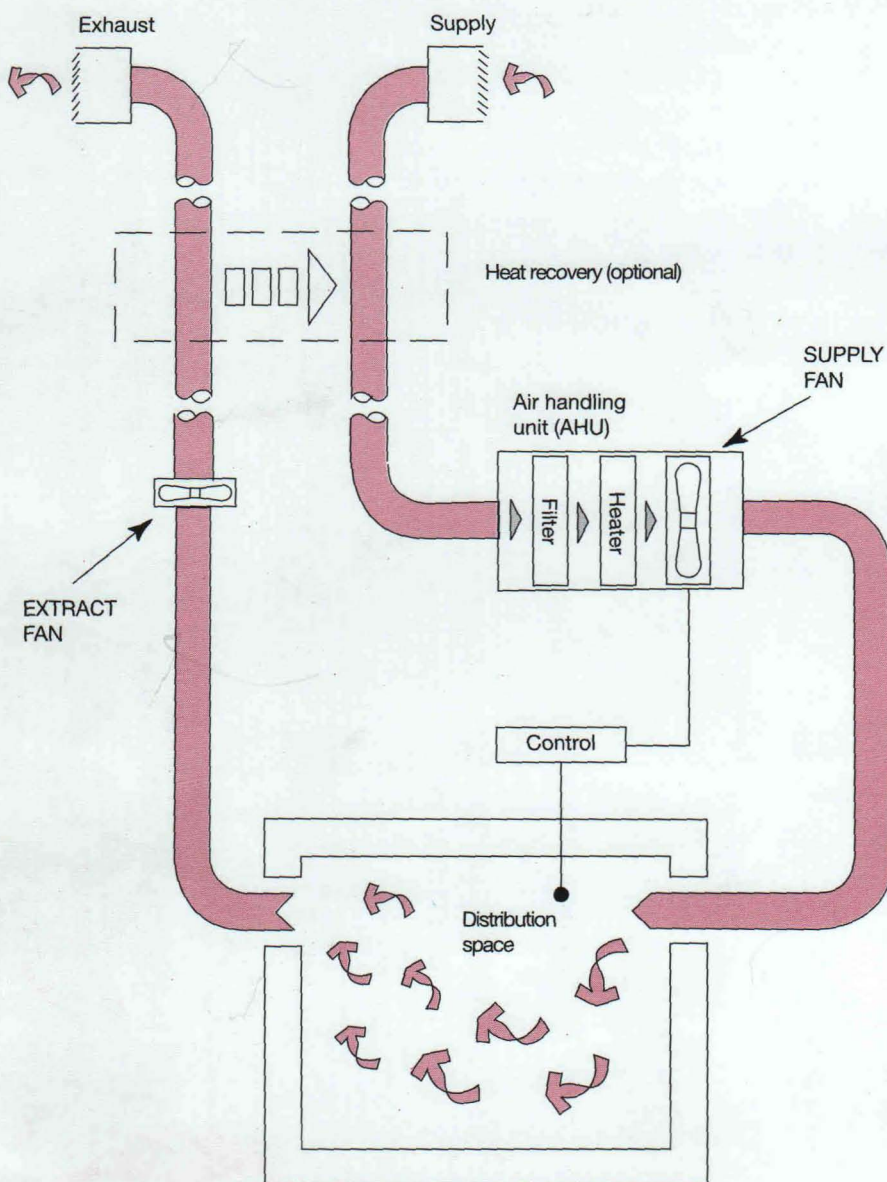 Exhaust
Supply
Heat recovery (optional)
SUPPLY
FAN
Air handling
unit (AHU)
Filter
Heater
EXTRACT
FAN
Control
Distribution
space